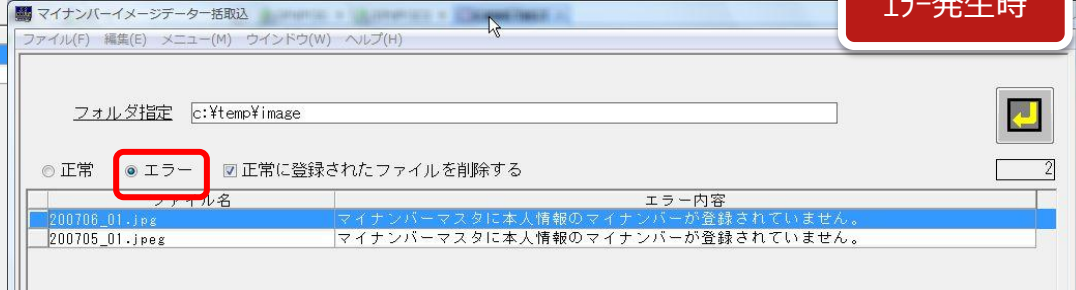 マイナンバーイメージデータ一括取込
ｴﾗｰ発生時
ファイル(F) 編集(E) メニュー(M) ウインドウ(W) ヘルプ(H)
フォルダ指定 c:¥temp¥image
正常 エラー 正常に登録されたファイルを削除する 2
ファイル名 エラー内容
200706_01.jpg マイナンバーマスタに本人情報のマイナンバーが登録されていません。
200705_01.jpeg マイナンバーマスタに本人情報のマイナンバーが登録されていません。